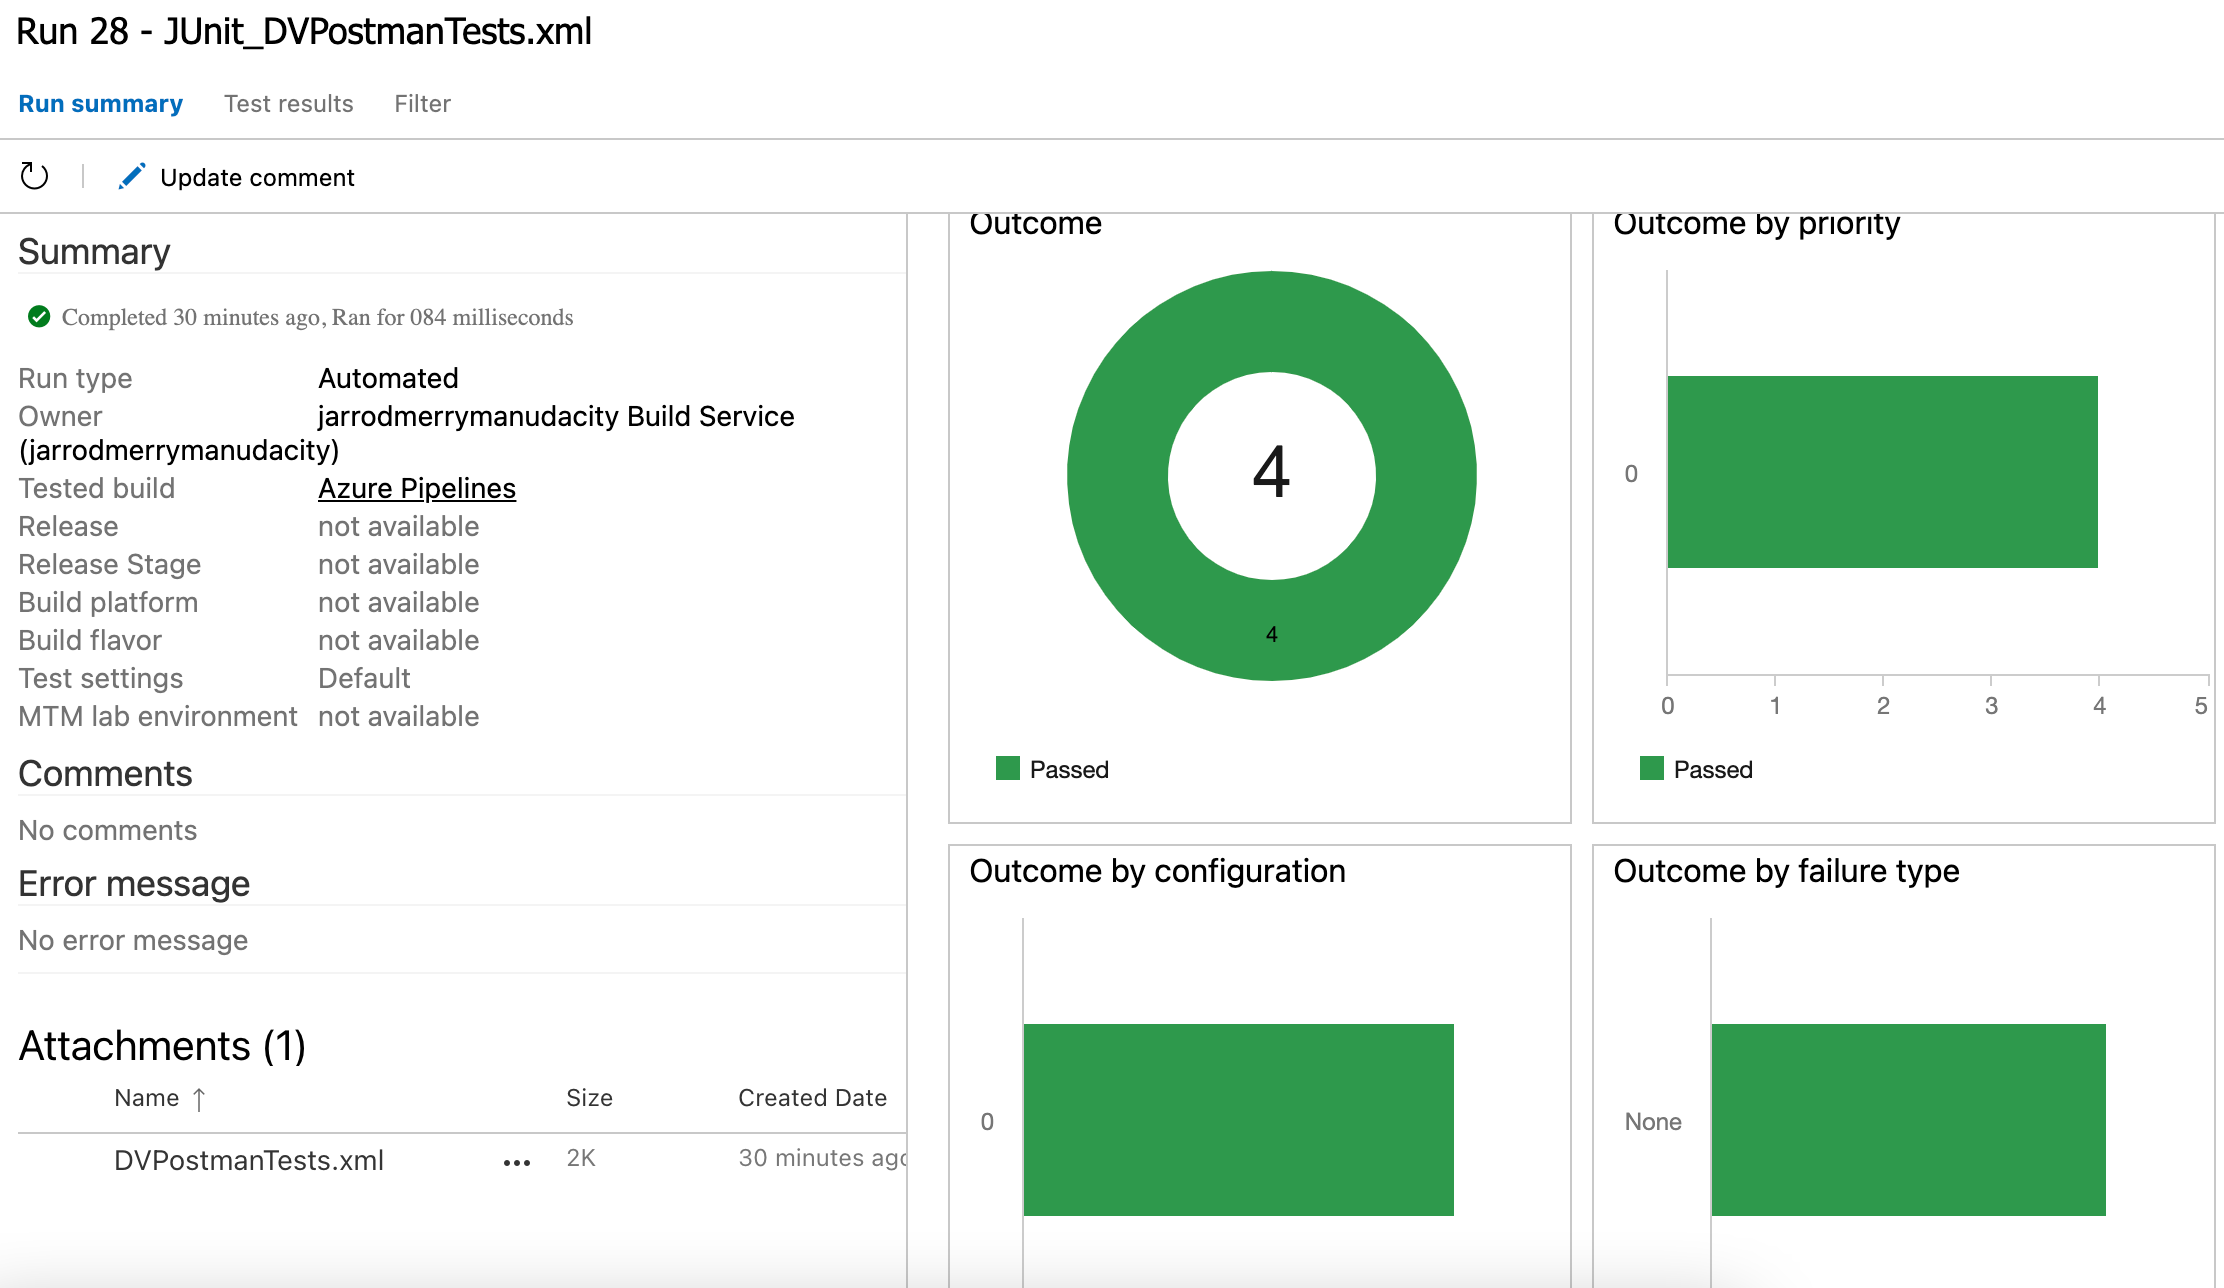 Run 28 - JUnit_DVPostmanTests.xml
Run summary
Test results
Filter
Update comment
Summary
Completed 30 minutes ago, Ran for 084 milliseconds
Run type Automated
Owner jarrodmerrymanudacity Build Service
(jarrodmerrymanudacity)
Tested build Azure Pipelines
Release not available
Release Stage not available
Build platform not available
Build flavor not available
Test settings Default
MTM lab environment not available
Comments
No comments
Error message
No error message
Attachments (1)
Name ↑ Size Created Date
DVPostmanTests.xml ... 2K 30 minutes ago
Outcome
4
4
Passed
Outcome by priority
0
0 1 2 3 4 5
Passed
Outcome by configuration
0
Outcome by failure type
None